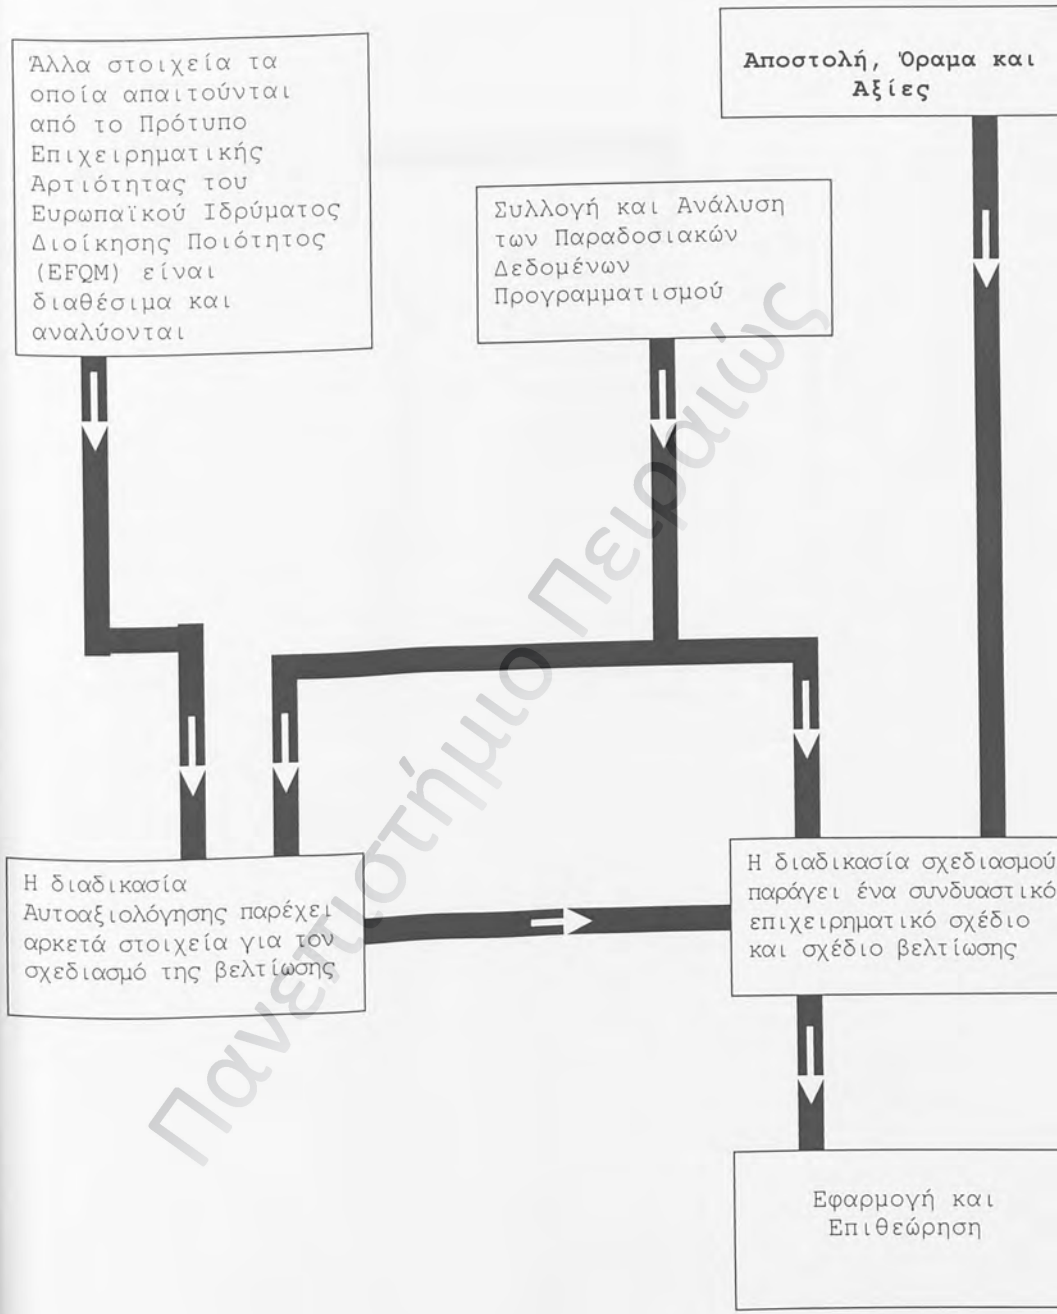 Άλλα στοιχεία τα
οποία απαιτούνται
από το Πρότυπο
Επιχειρηματικής
Αρτιότητας του
Ευρωπαϊκού Ιδρύματος
Διοίκησης Ποιότητος
(EFQM) είναι
διαθέσιμα και
αναλύονται
Αποστολή, Όραμα και
Αξίες
Συλλογή και Ανάλυση
των Παραδοσιακών
Δεδομένων
Προγραμματισμού
Η διαδικασία
Αυτοαξιολόγησης παρέχει
αρκετά στοιχεία για τον
σχεδιασμό της βελτίωσης
Η διαδικασία σχεδιασμού
παράγει ένα συνδυαστικό
επιχειρηματικό σχέδιο
και σχέδιο βελτίωσης
Εφαρμογή και
Επιθεώρηση
Πανεπιστήμιο Πειραιώς